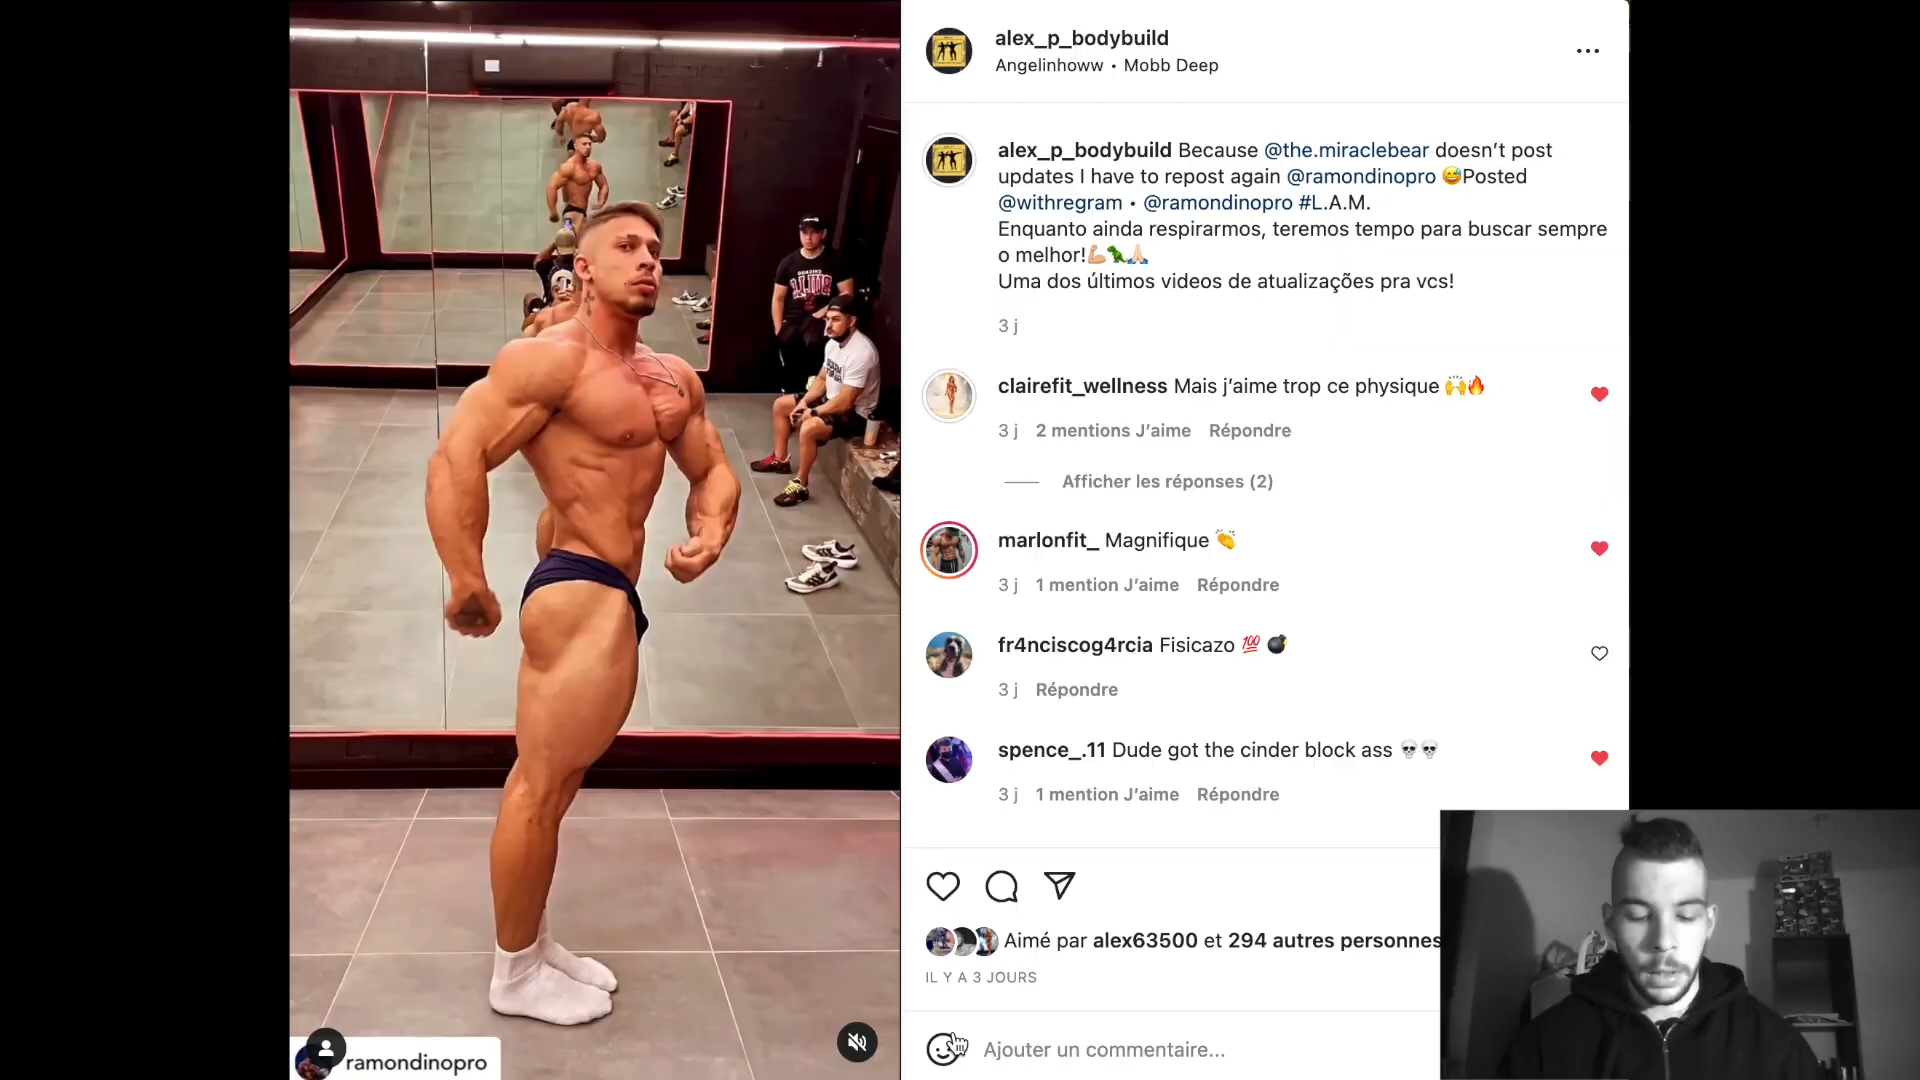 alex_p_bodybuild
Angelinhoww • Mobb Deep
alex_p_bodybuild Because @the.miraclebear doesn’t post
updates I have to repost again @ramondinopro 😅Posted
@withregram • @ramondinopro #L.A.M.
Enquanto ainda respirarmos, teremos tempo para buscar sempre
o melhor!💪🏼🦖🙏🏻
Uma dos últimos videos de atualizações pra vcs!
3 j
clairefit_wellness Mais j’aime trop ce physique 🙌🔥
3 j 2 mentions J’aime Répondre
Afficher les réponses (2)
marlonfit_ Magnifique 👏
3 j 1 mention J’aime Répondre
fr4nciscog4rcia Fisicazo 💯 💣
3 j Répondre
spence_.11 Dude got the cinder block ass 💀💀
3 j 1 mention J’aime Répondre
Aimé par alex63500 et 294 autres personnes
IL Y A 3 JOURS
Ajouter un commentaire...
ramondinopro